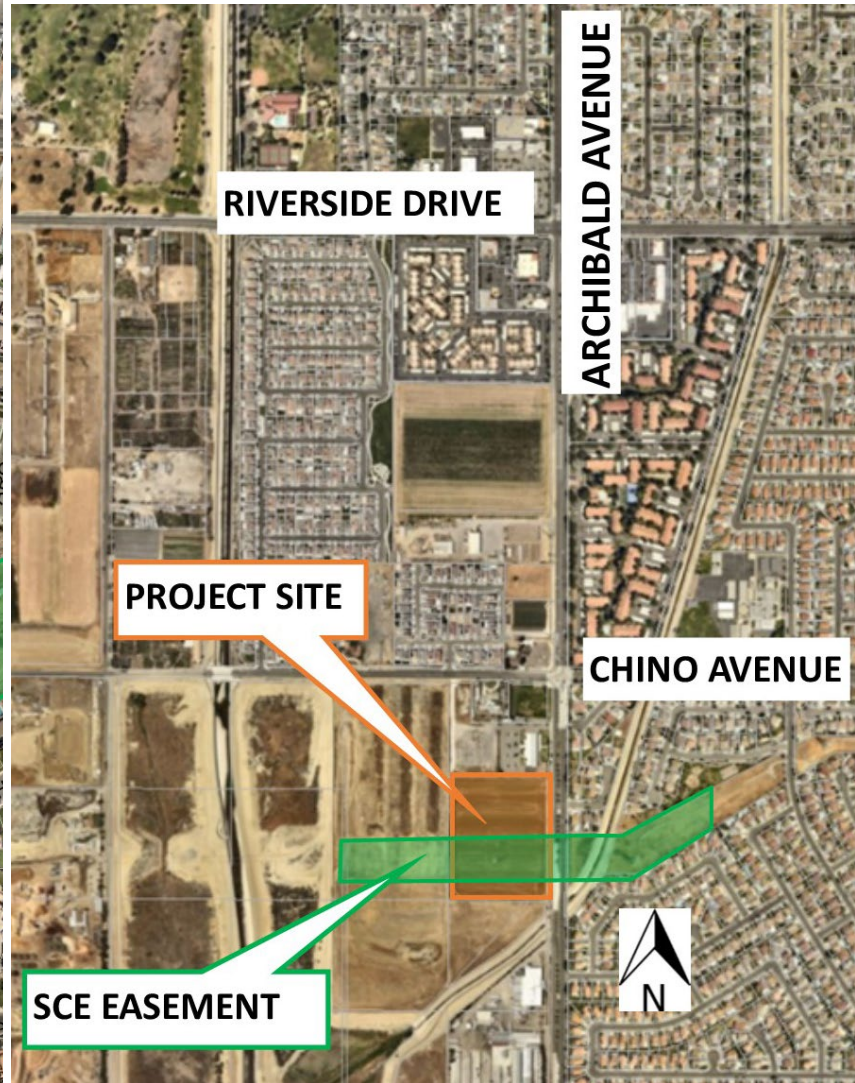 RIVERSIDE DRIVE
ARCHIBALD AVENUE
PROJECT SITE
CHINO AVENUE
SCE EASEMENT
N